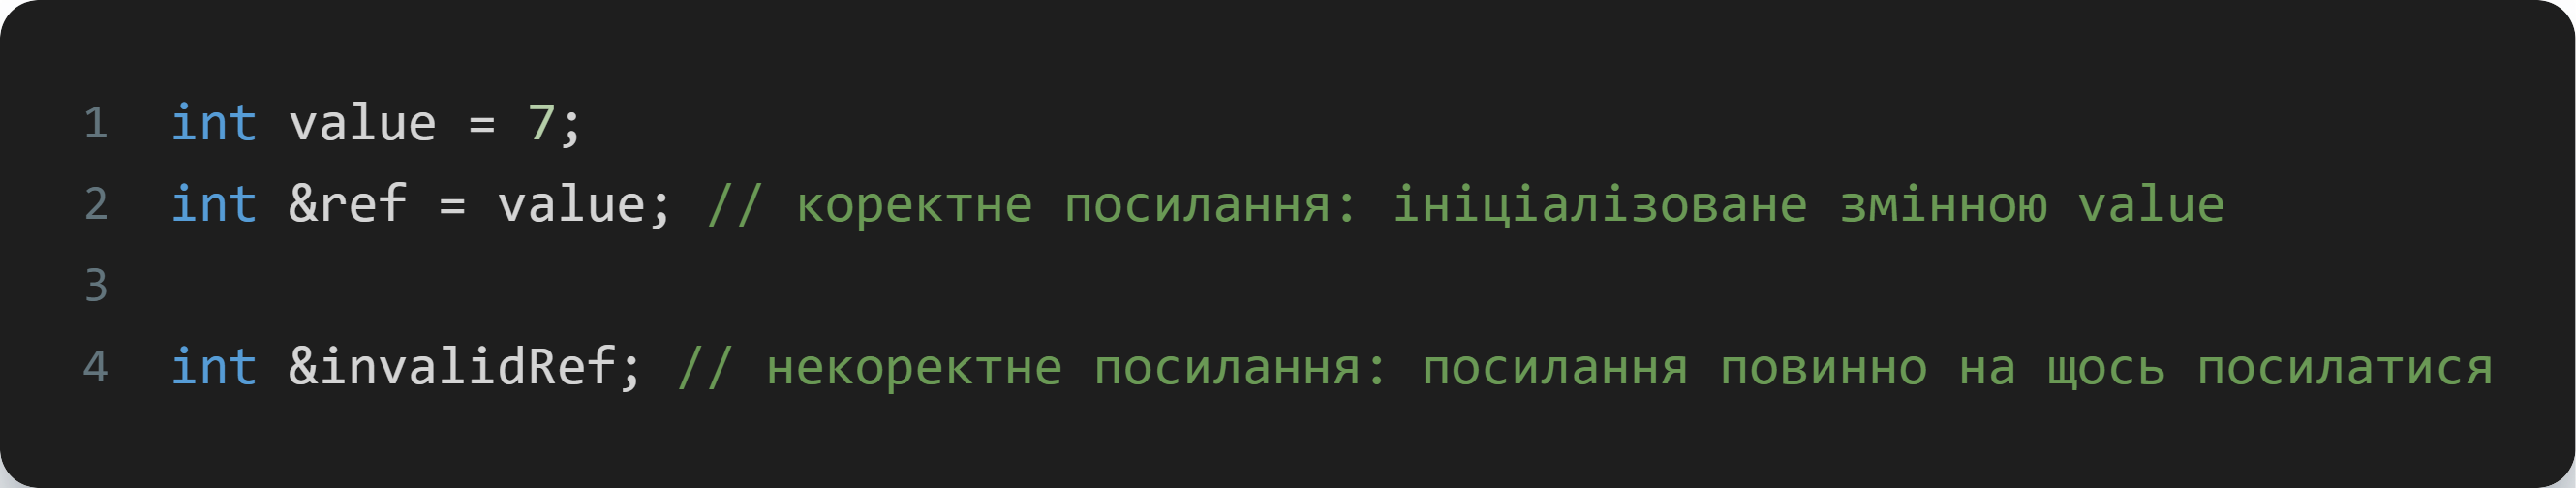 1 int value = 7;
2 int &ref = value; // коректне посилання: ініціалізоване змінною value
3
4 int &invalidRef; // некоректне посилання: посилання повинно на щось посилатися